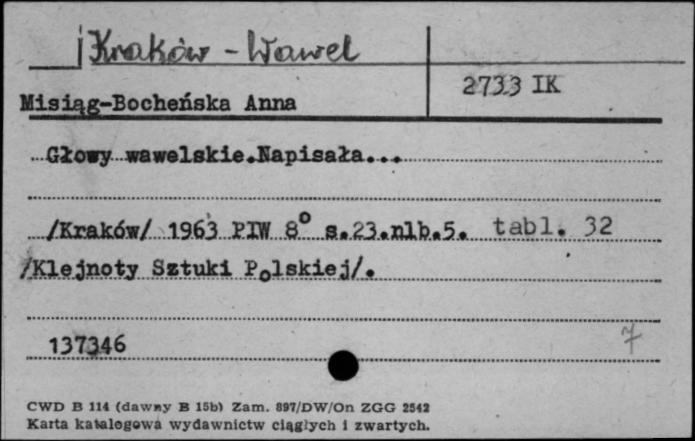 Kraków - Wawel
2733 IK
Misiąg-Bocheńska Anna
Głowy wawelskie.Napisała...
/Kraków/ 1963 PIW 8° s.23.nlb.5. tabl. 32
/Klejnoty Sztuki Polskiej/.
137346
7
CWD B 114 (dawny B 15b) Zam. 897/DW/On ZGG 2542
Karta katalogowa wydawnictw ciągłych i zwartych.